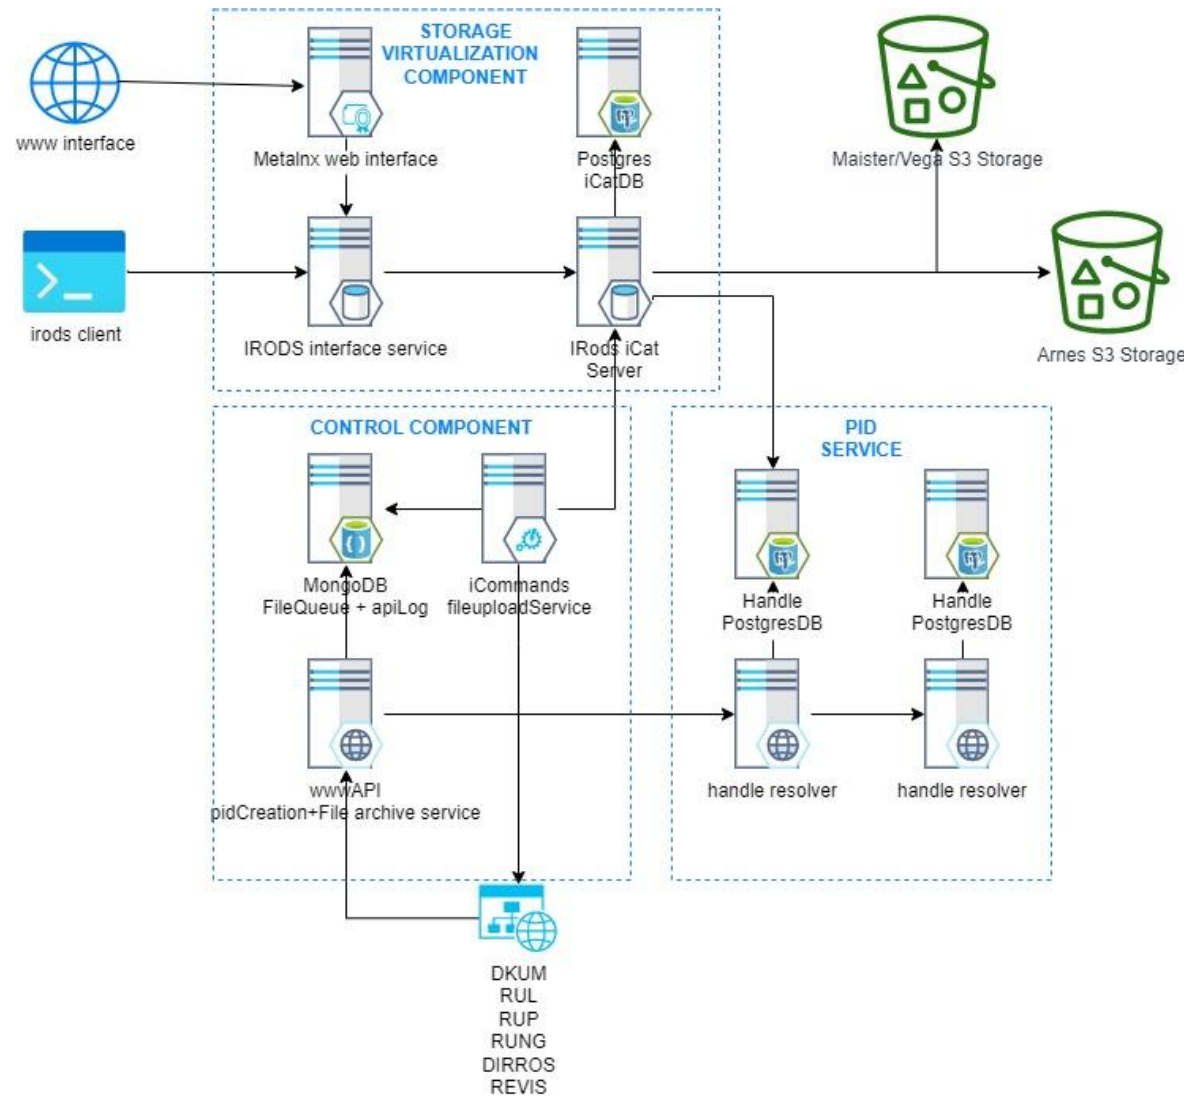 STORAGE
VIRTUALIZATION
COMPONENT
www interface
Metalnx web interface
Postgres
iCatDB
Maister/Vega S3 Storage
irods client
IRODS interface service
IRods iCat
Server
Arnes S3 Storage
CONTROL COMPONENT
PID
SERVICE
MongoDB
FileQueue + apiLog
iCommands
fileuploadService
Handle
PostgresDB
Handle
PostgresDB
wwwAPI
pidCreation+File archive service
handle resolver
handle resolver
DKUM
RUL
RUP
RUNG
DIRROS
REVIS